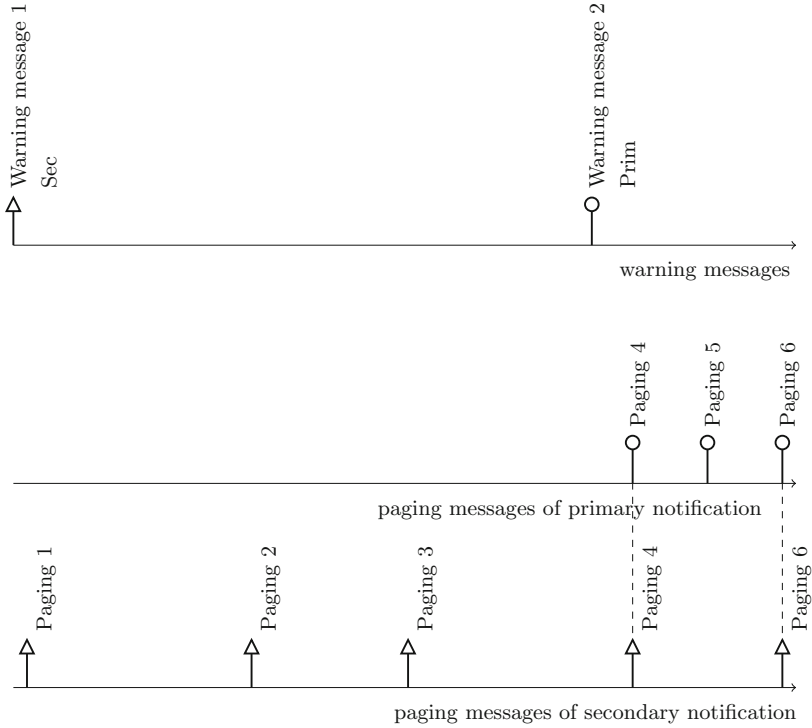 Warning message 1
Sec
Warning message 2
Prim
warning messages
Paging 4
Paging 5
Paging 6
paging messages of primary notification
Paging 1
Paging 2
Paging 3
Paging 4
Paging 6
paging messages of secondary notification